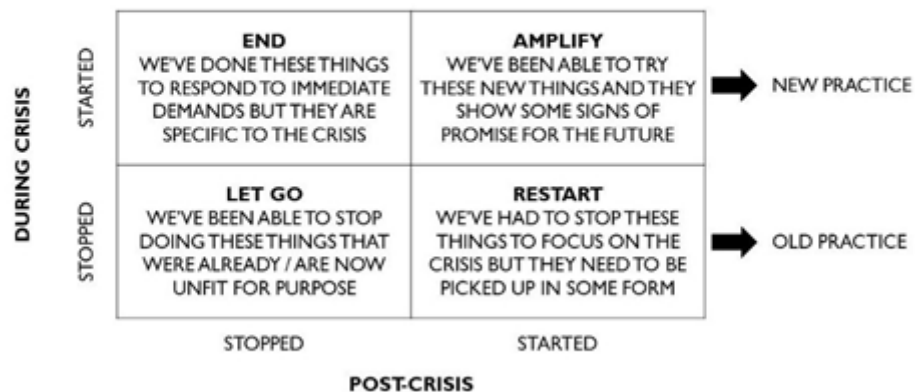 DURING CRISIS
STARTED
END
WE'VE DONE THESE THINGS
TO RESPOND TO IMMEDIATE
DEMANDS BUT THEY ARE
SPECIFIC TO THE CRISIS
AMPLIFY
WE'VE BEEN ABLE TO TRY
THESE NEW THINGS AND THEY
SHOW SOME SIGNS OF
PROMISE FOR THE FUTURE
NEW PRACTICE
STOPPED
LET GO
WE'VE BEEN ABLE TO STOP
DOING THESE THINGS THAT
WERE ALREADY / ARE NOW
UNFIT FOR PURPOSE
RESTART
WE'VE HAD TO STOP THESE
THINGS TO FOCUS ON THE
CRISIS BUT THEY NEED TO BE
PICKED UP IN SOME FORM
OLD PRACTICE
STOPPED
STARTED
POST-CRISIS